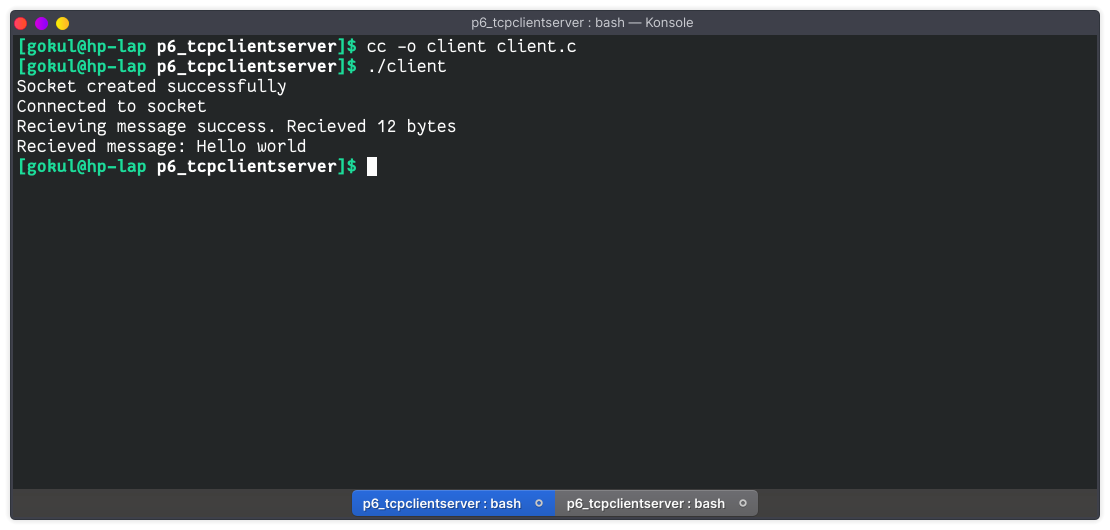 p6_tcpclientserver : bash — Konsole
[gokul@hp-lap p6_tcpclientserver]$ cc -o client client.c
[gokul@hp-lap p6_tcpclientserver]$ ./client
Socket created successfully
Connected to socket
Recieving message success. Recieved 12 bytes
Recieved message: Hello world
[gokul@hp-lap p6_tcpclientserver]$
p6_tcpclientserver : bash p6_tcpclientserver : bash